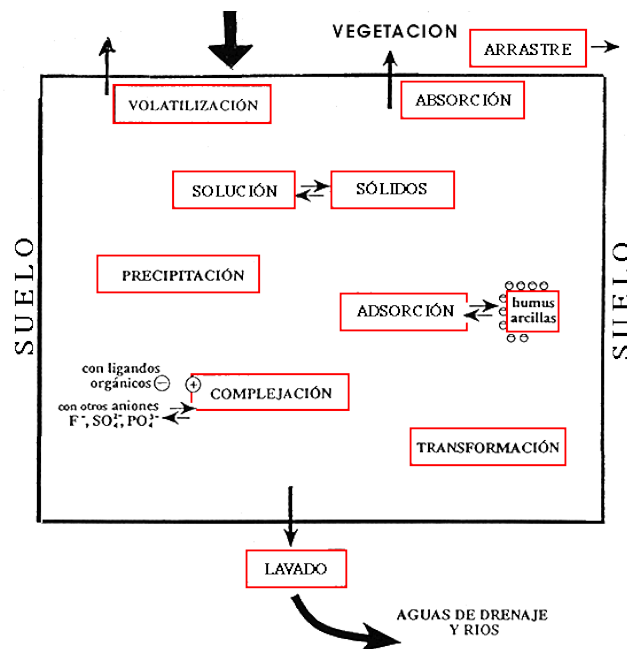 VEGETACION
ARRASTRE
VOLATILIZACIÓN
ABSORCIÓN
SOLUCIÓN
SÓLIDOS
SUELO
SUELO
PRECIPITACIÓN
ADSORCIÓN
humus
arcillas
con ligandos
orgánicos
COMPLEJACIÓN
con otros aniones
F⁻, SO₄²⁻, PO₄³⁻
TRANSFORMACIÓN
LAVADO
AGUAS DE DRENAJE
Y RIOS